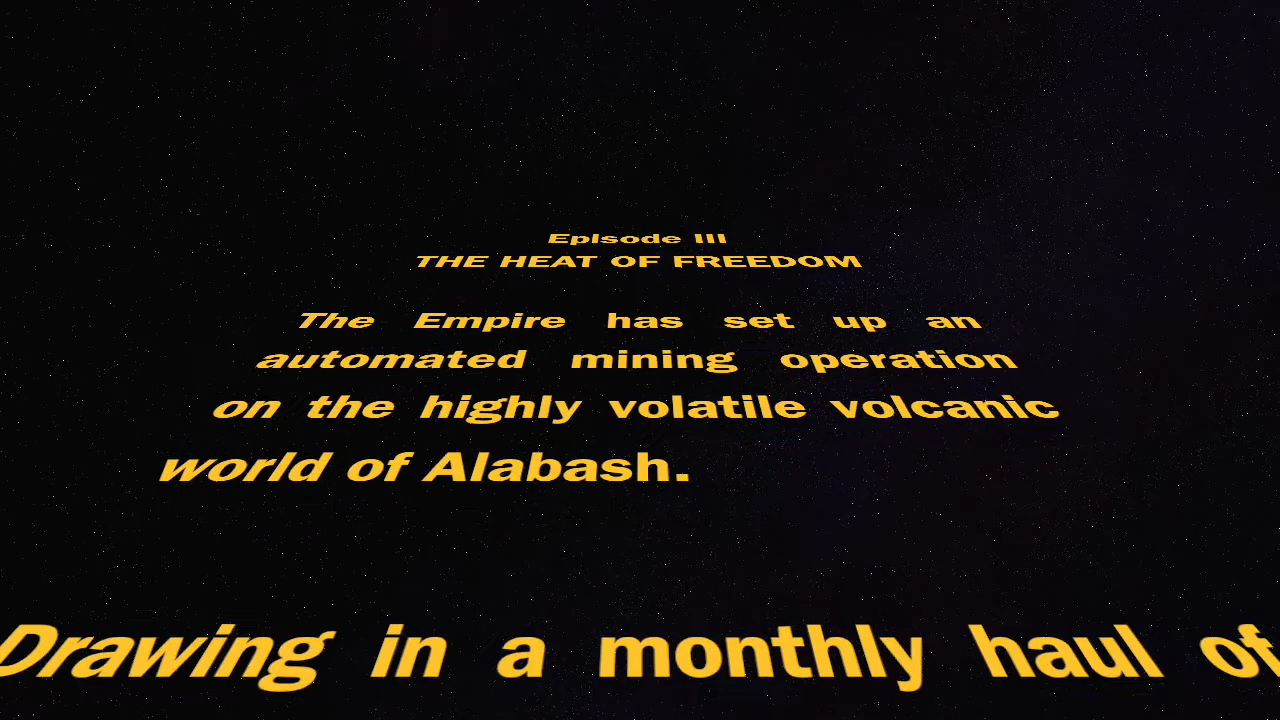 Episode III
THE HEAT OF FREEDOM
The Empire has set up an
automated mining operation
on the highly volatile volcanic
world of Alabash.
Drawing in a monthly haul of